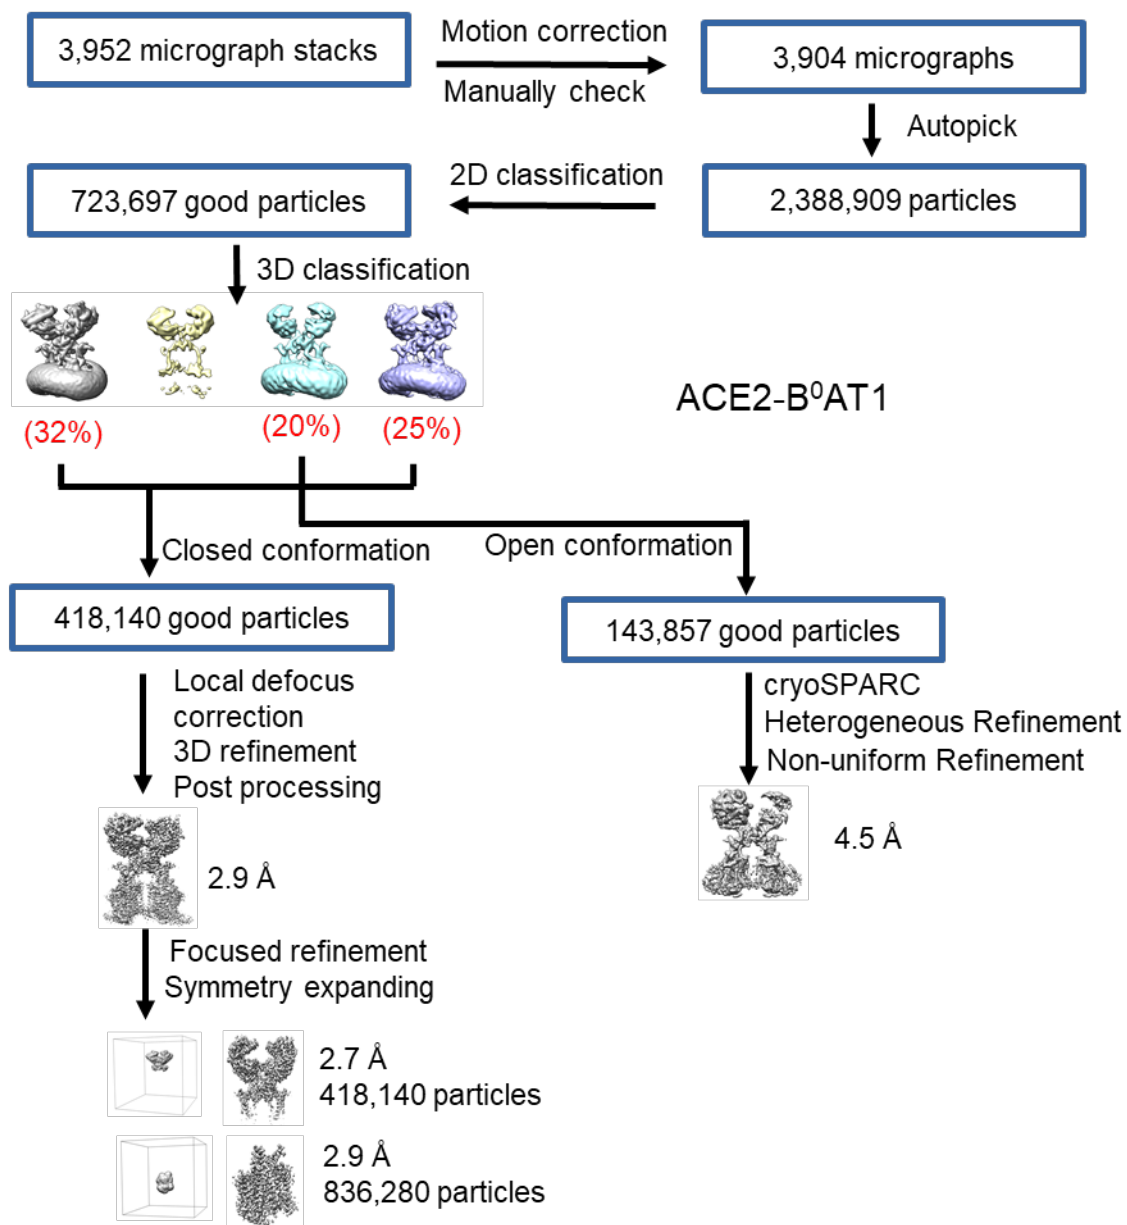 3,952 micrograph stacks
Motion correction
Manually check
3,904 micrographs
Autopick
2,388,909 particles
2D classification
723,697 good particles
3D classification
(32%)
(20%)
(25%)
ACE2-B⁰AT1
Closed conformation
Open conformation
418,140 good particles
143,857 good particles
Local defocus
correction
3D refinement
Post processing
cryoSPARC
Heterogeneous Refinement
Non-uniform Refinement
2.9 Å
4.5 Å
Focused refinement
Symmetry expanding
2.7 Å
418,140 particles
2.9 Å
836,280 particles